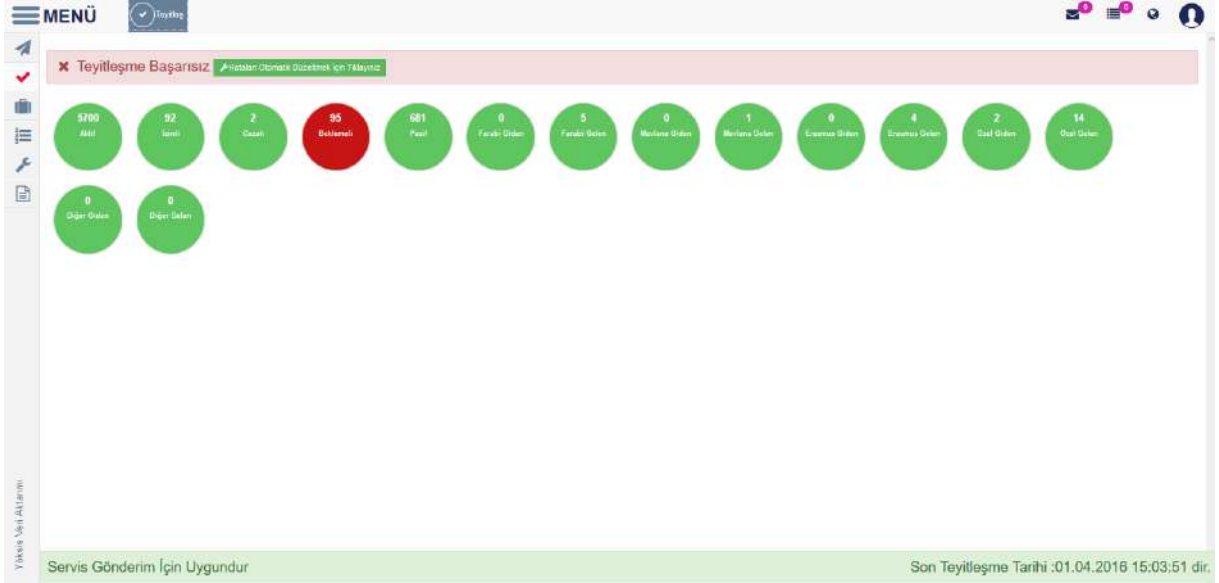 MENÜ
Teyitleş
0
0
✖ Teyitleşme Başarısız Hataları Otomatik Düzeltmek İçin Tıklayınız
5700
Aktif
92
İzinli
2
Cezalı
95
Beklemeli
681
Pasif
0
Farabi Giden
5
Farabi Gelen
0
Mevlana Giden
1
Mevlana Gelen
0
Erasmus Giden
4
Erasmus Gelen
2
Özel Giden
14
Özel Gelen
0
Diğer Giden
0
Diğer Gelen
Yöksis Veri Aktarımı
Servis Gönderim İçin Uygundur
Son Teyitleşme Tarihi :01.04.2016 15:03:51 dir.